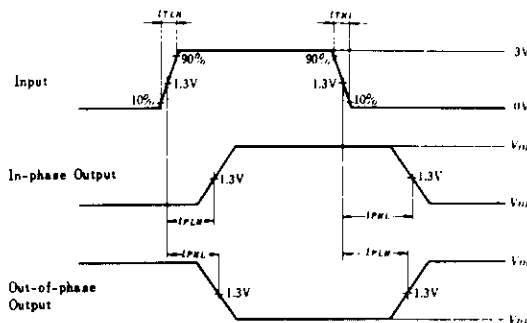 tTLH
tTHL
90%
90%
3V
Input
1.3V
1.3V
10%
10%
0V
In-phase Output
1.3V
1.3V
tPLH
tPHL
tPHL
tPLH
Out-of-phase
Output
1.3V
1.3V